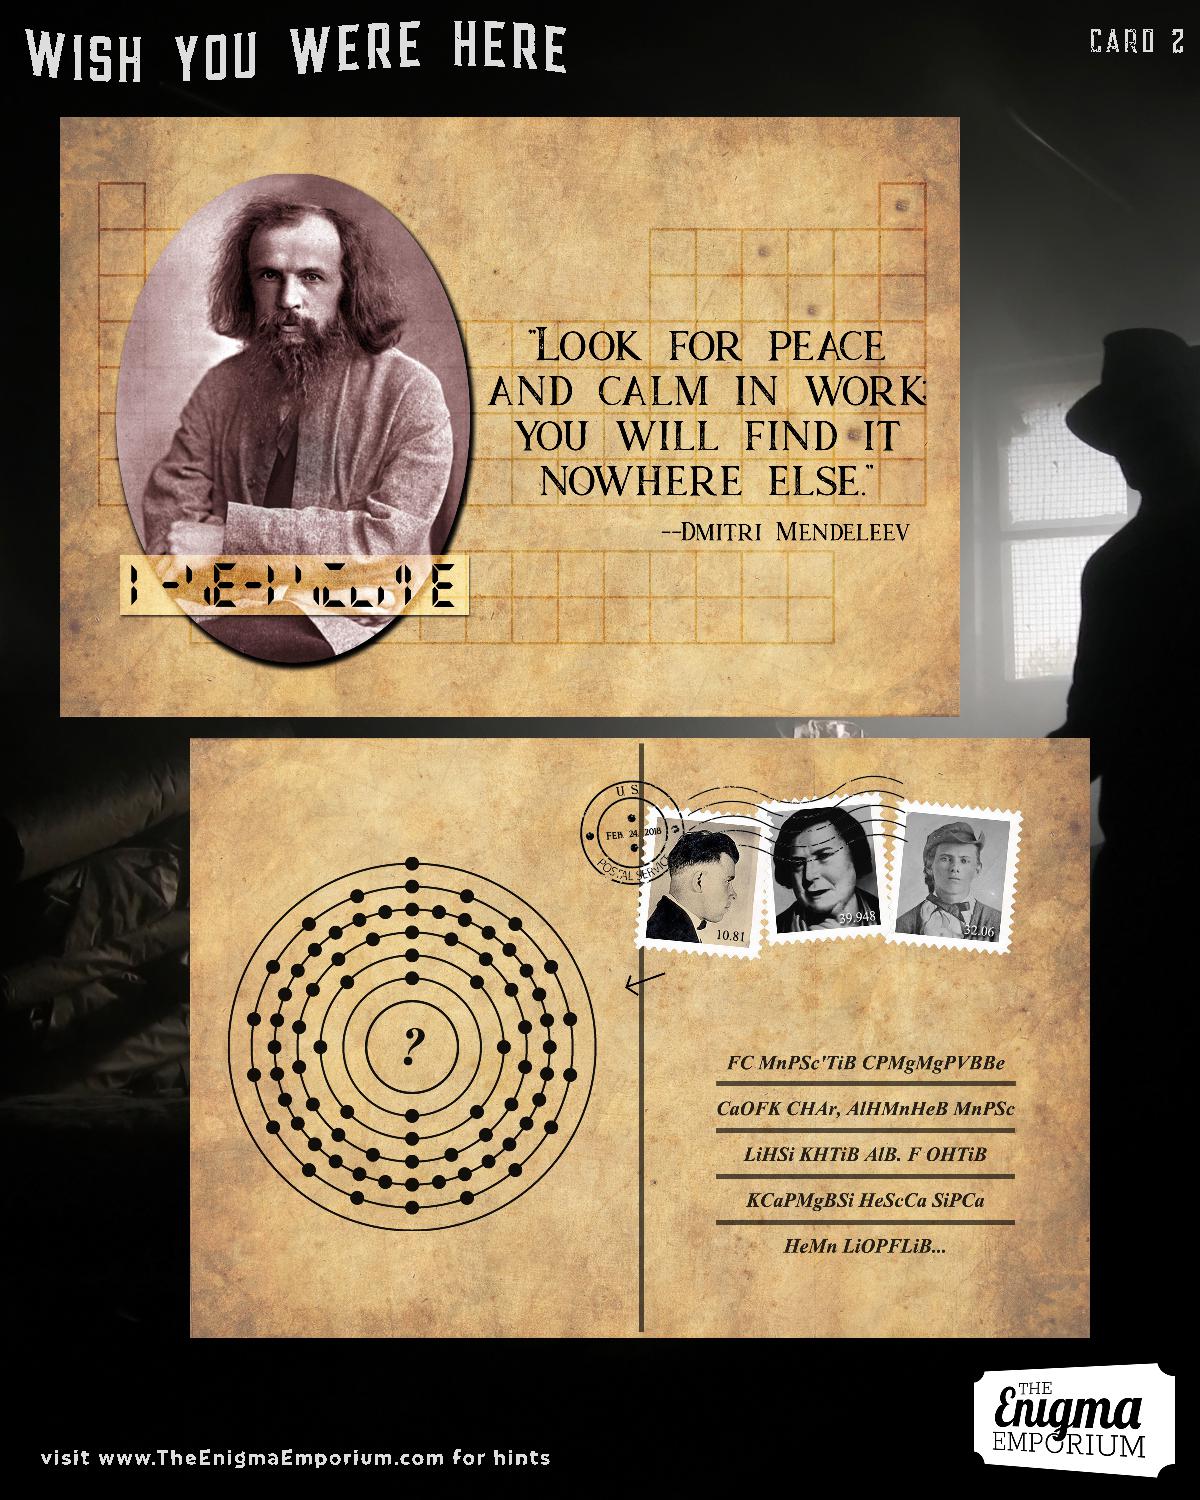 WISH YOU WERE HERE
CARD 2
"LOOK FOR PEACE
AND CALM IN WORK:
YOU WILL FIND IT
NOWHERE ELSE."
--DMITRI MENDELEEV
U.S.
FEB. 24, 2018
POSTAL SERVICE
10.81
39.948
32.06
?
FC MnPSc'TiB CPMgMgPVBBe
CaOFK CHAr, AlHMnHeB MnPSc
LiHSi KHTiB AlB. F OHTiB
KCaPMgBSi HeScCa SiPCa
HeMn LiOPFLiB...
visit www.TheEnigmaEmporium.com for hints
THE
Enigma
EMPORIUM